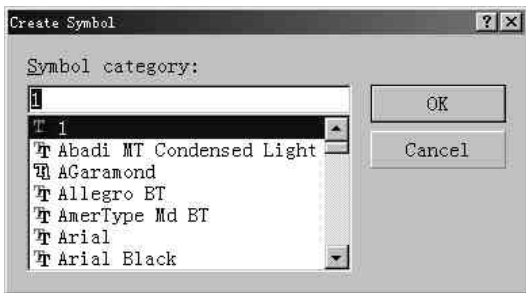 Create Symbol
Symbol category:
1
OK
1
Abadi MT Condensed Light
Cancel
AGaramond
Allegro BT
AmerType Md BT
Arial
Arial Black